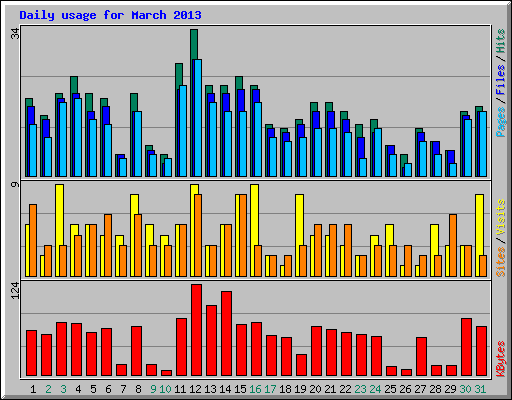 Daily usage for March 2013
34
Pages / Files / Hits
9
Sites / Visits
124
KBytes
1 2 3 4 5 6 7 8 9 10 11 12 13 14 15 16 17 18 19 20 21 22 23 24 25 26 27 28 29 30 31